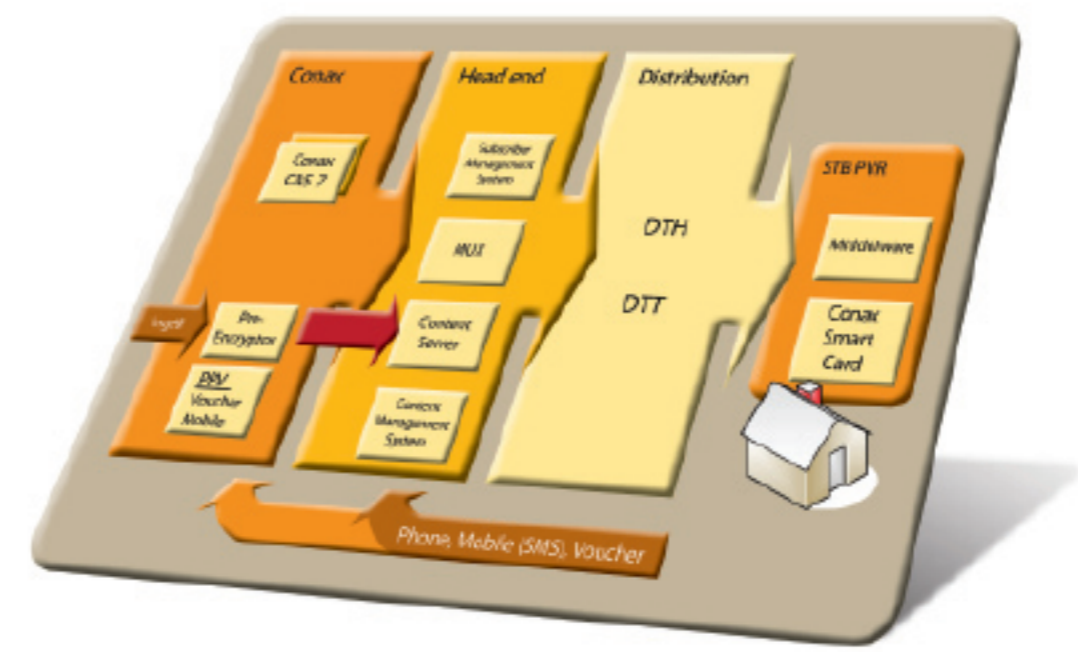 Conax
Conax
CAS 7
Pre-
Encryptor
PPV
Voucher
Mobile
Head end
Subscriber
Management
System
MUX
Content
Server
Content
Management
System
Distribution
DTH
DTT
STB PVR
Middelware
Conax
Smart
Card
Phone, Mobile (SMS), Voucher